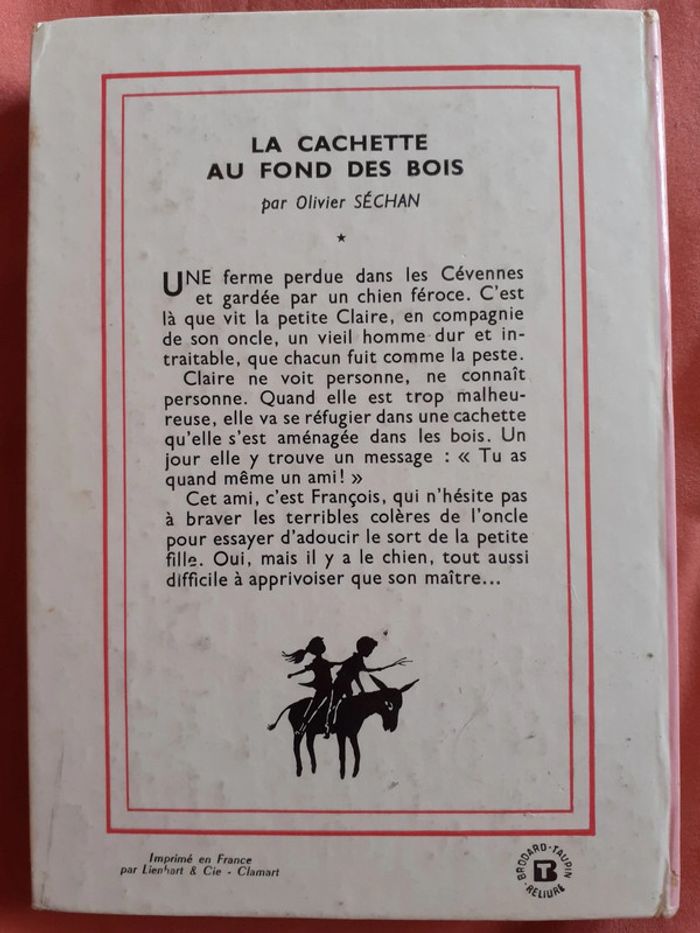 LA CACHETTE
AU FOND DES BOIS
par Olivier SÉCHAN
★
UNE ferme perdue dans les Cévennes
et gardée par un chien féroce. C'est
là que vit la petite Claire, en compagnie
de son oncle, un vieil homme dur et in-
traitable, que chacun fuit comme la peste.
Claire ne voit personne, ne connaît
personne. Quand elle est trop malheu-
reuse, elle va se réfugier dans une cachette
qu'elle s'est aménagée dans les bois. Un
jour elle y trouve un message : « Tu as
quand même un ami! »
Cet ami, c'est François, qui n'hésite pas
à braver les terribles colères de l'oncle
pour essayer d'adoucir le sort de la petite
fille. Oui, mais il y a le chien, tout aussi
difficile à apprivoiser que son maître...
Imprimé en France
par Lienhart & Cie - Clamart
BRODARD-TAUPIN
BT
RELIURE